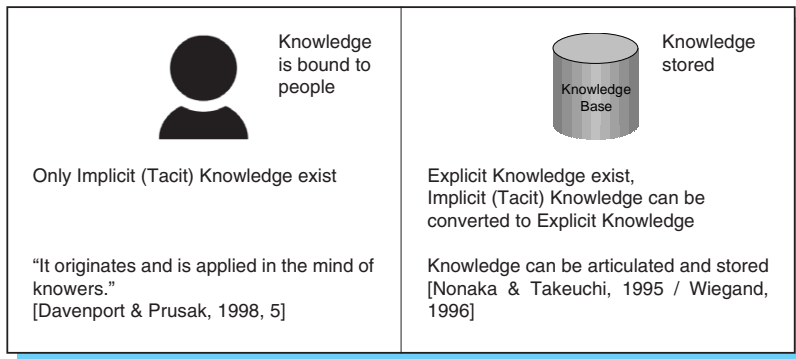 Knowledge
is bound to
people
Only Implicit (Tacit) Knowledge exist
“It originates and is applied in the mind of
knowers.”
[Davenport & Prusak, 1998, 5]
Knowledge
stored
Knowledge
Base
Explicit Knowledge exist,
Implicit (Tacit) Knowledge can be
converted to Explicit Knowledge
Knowledge can be articulated and stored
[Nonaka & Takeuchi, 1995 / Wiegand,
1996]